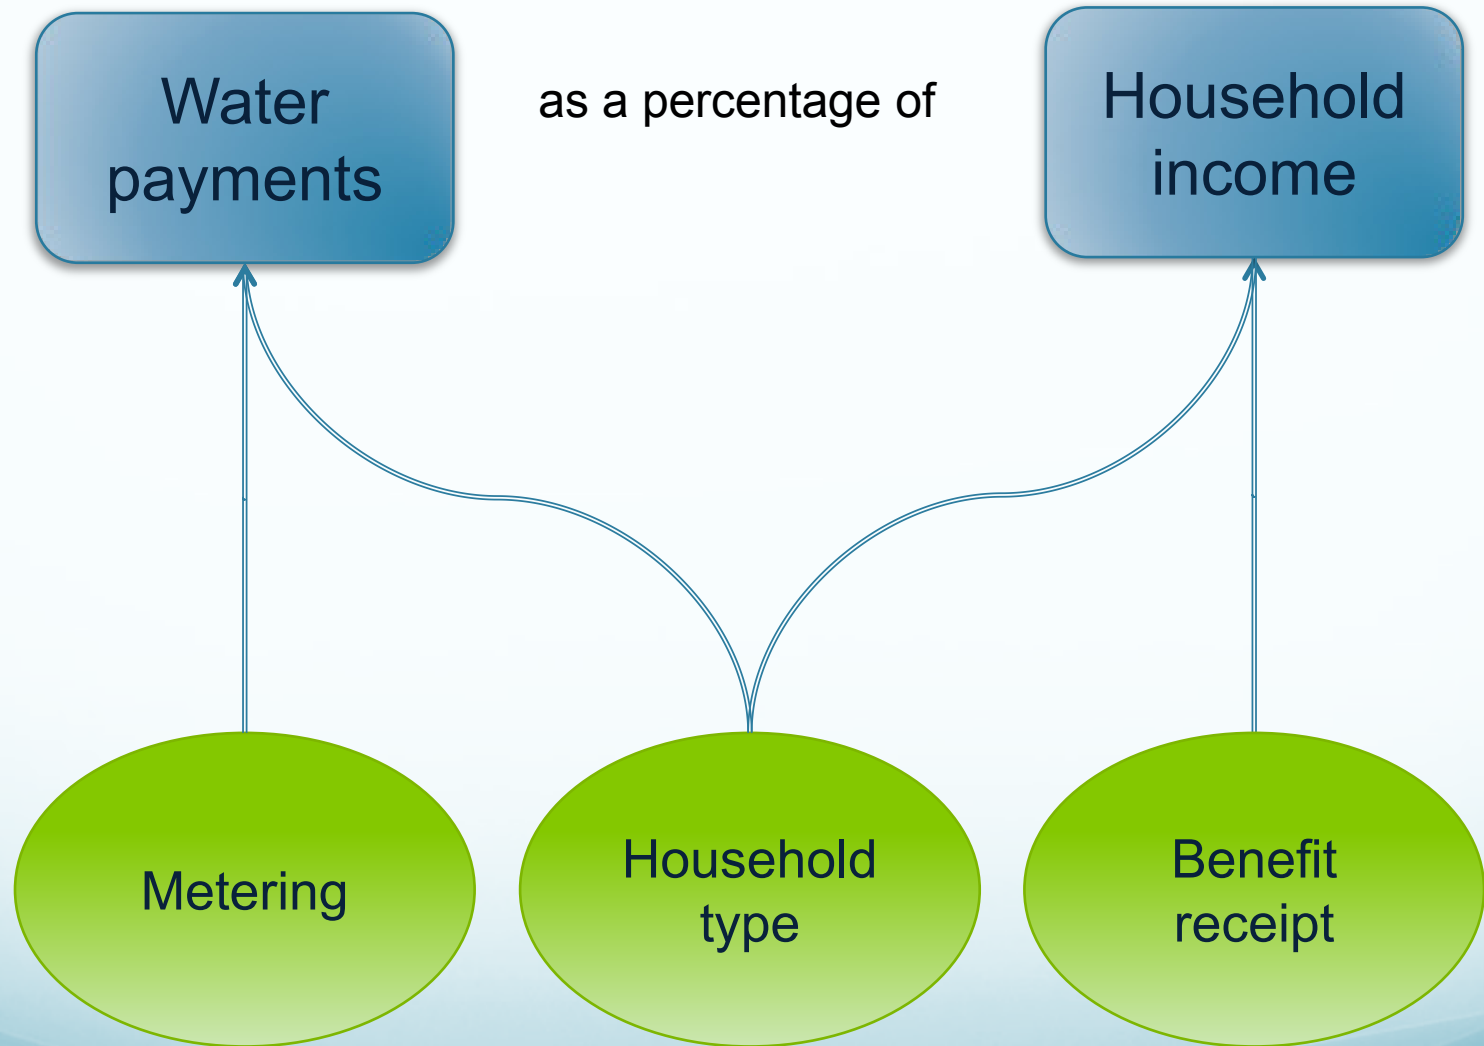 Water
payments
as a percentage of
Household
income
Metering
Household
type
Benefit
receipt